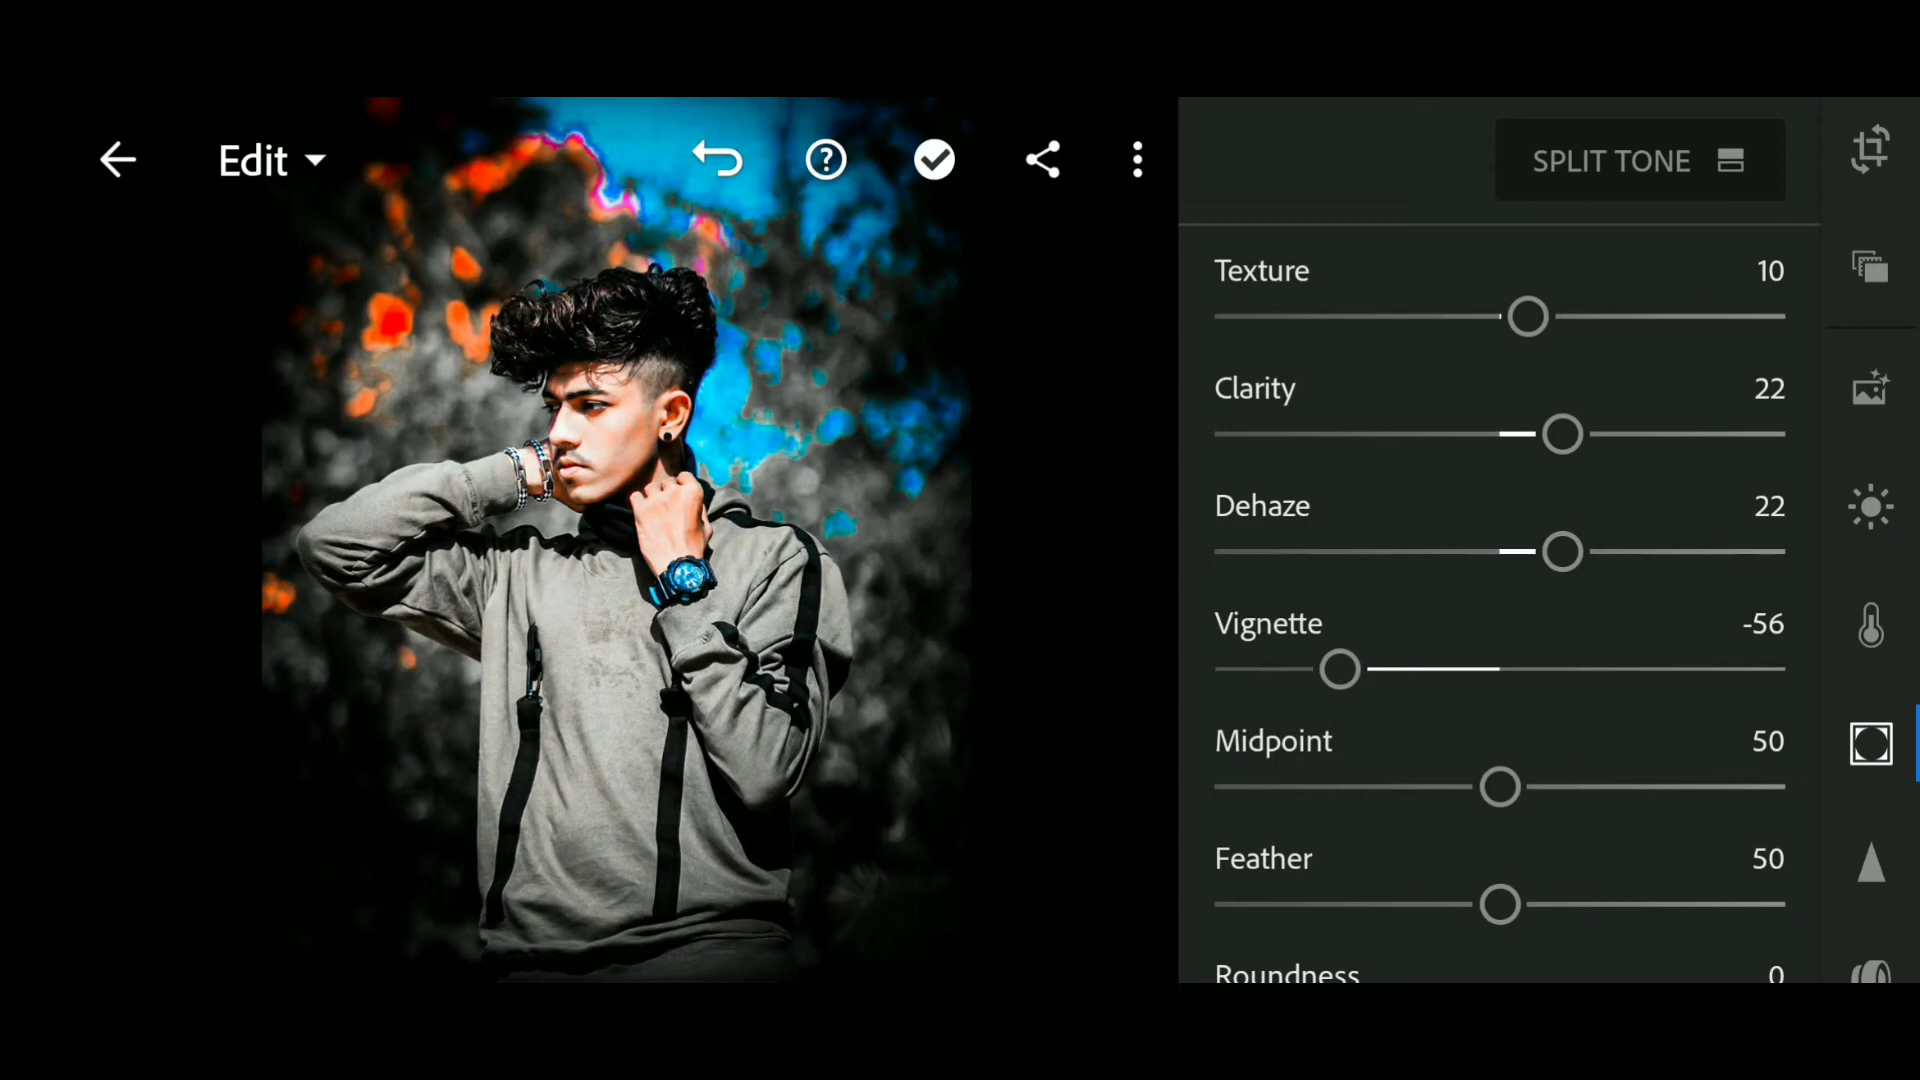 Edit
SPLIT TONE
Texture 10
Clarity 22
Dehaze 22
Vignette -56
Midpoint 50
Feather 50
Roundness 0